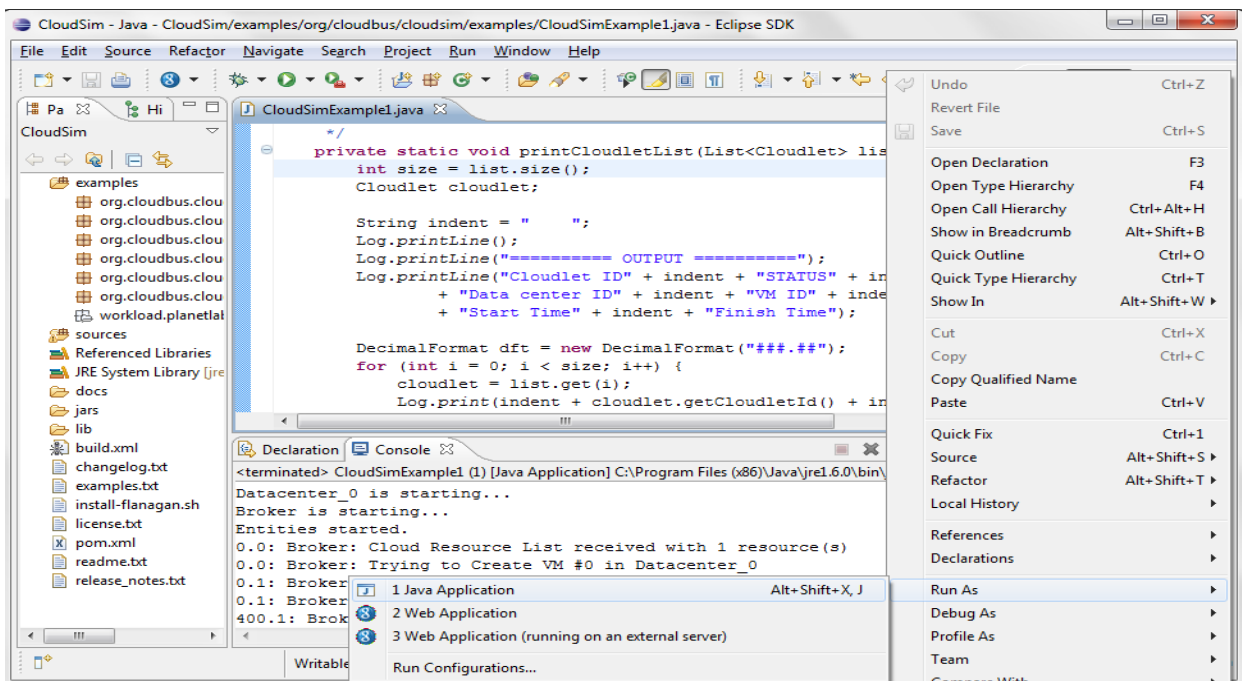 CloudSim - Java - CloudSim/examples/org/cloudbus/cloudsim/examples/CloudSimExample1.java - Eclipse SDK
File Edit Source Refactor Navigate Search Project Run Window Help
Pa Hi
CloudSim
examples
org.cloudbus.clou
org.cloudbus.clou
org.cloudbus.clou
org.cloudbus.clou
org.cloudbus.clou
org.cloudbus.clou
workload.planetlab
sources
Referenced Libraries
JRE System Library [jre
docs
jars
lib
build.xml
changelog.txt
examples.txt
install-flanagan.sh
license.txt
pom.xml
readme.txt
release_notes.txt
CloudSimExample1.java
*/
private static void printCloudletList(List<Cloudlet> lis
int size = list.size();
Cloudlet cloudlet;
String indent = "    ";
Log.printLine();
Log.printLine("========== OUTPUT ==========");
Log.printLine("Cloudlet ID" + indent + "STATUS" + in
+ "Data center ID" + indent + "VM ID" + inde
+ "Start Time" + indent + "Finish Time");
DecimalFormat dft = new DecimalFormat("###.##");
for (int i = 0; i < size; i++) {
cloudlet = list.get(i);
Log.print(indent + cloudlet.getCloudletId() + in
Declaration Console
<terminated> CloudSimExample1 (1) [Java Application] C:\Program Files (x86)\Java\jre1.6.0\bin\
Datacenter_0 is starting...
Broker is starting...
Entities started.
0.0: Broker: Cloud Resource List received with 1 resource(s)
0.0: Broker: Trying to Create VM #0 in Datacenter_0
0.1: Broker
0.1: Broker
400.1: Brok
Writable
Undo Ctrl+Z
Revert File
Save Ctrl+S
Open Declaration F3
Open Type Hierarchy F4
Open Call Hierarchy Ctrl+Alt+H
Show in Breadcrumb Alt+Shift+B
Quick Outline Ctrl+O
Quick Type Hierarchy Ctrl+T
Show In Alt+Shift+W
Cut Ctrl+X
Copy Ctrl+C
Copy Qualified Name
Paste Ctrl+V
Quick Fix Ctrl+1
Source Alt+Shift+S
Refactor Alt+Shift+T
Local History
References
Declarations
Run As
Debug As
Profile As
Team
Compare With
1 Java Application Alt+Shift+X, J
2 Web Application
3 Web Application (running on an external server)
Run Configurations...